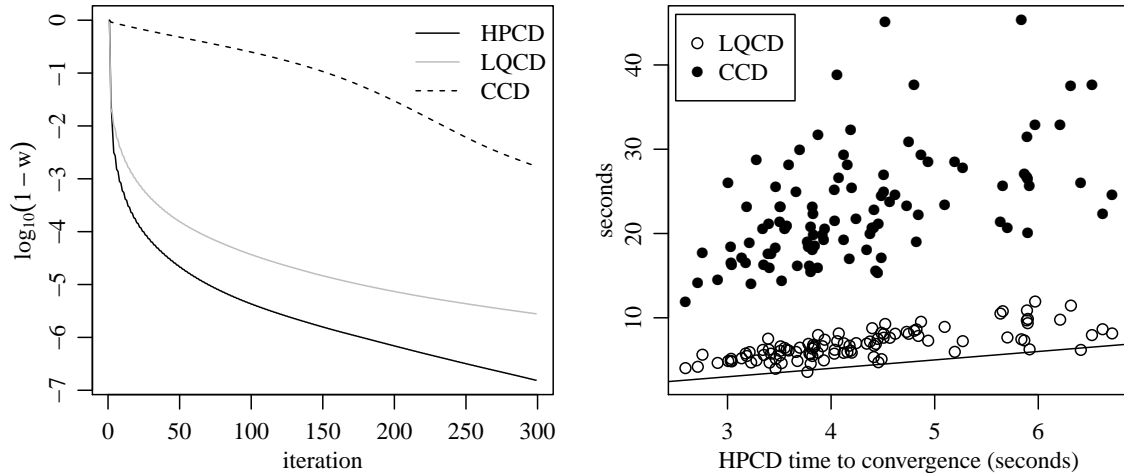 log₁₀(1 − w)
0
−1
−2
−3
−4
−5
−6
−7
HPCD
LQCD
CCD
0 50 100 150 200 250 300
iteration
seconds
40
30
20
10
LQCD
CCD
3 4 5 6
HPCD time to convergence (seconds)